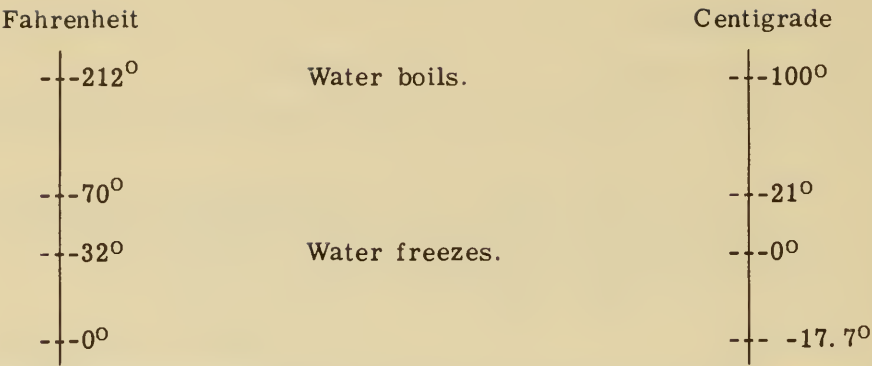 Fahrenheit Centigrade
212° Water boils. 100°
70° 21°
32° Water freezes. 0°
0° -17.7°